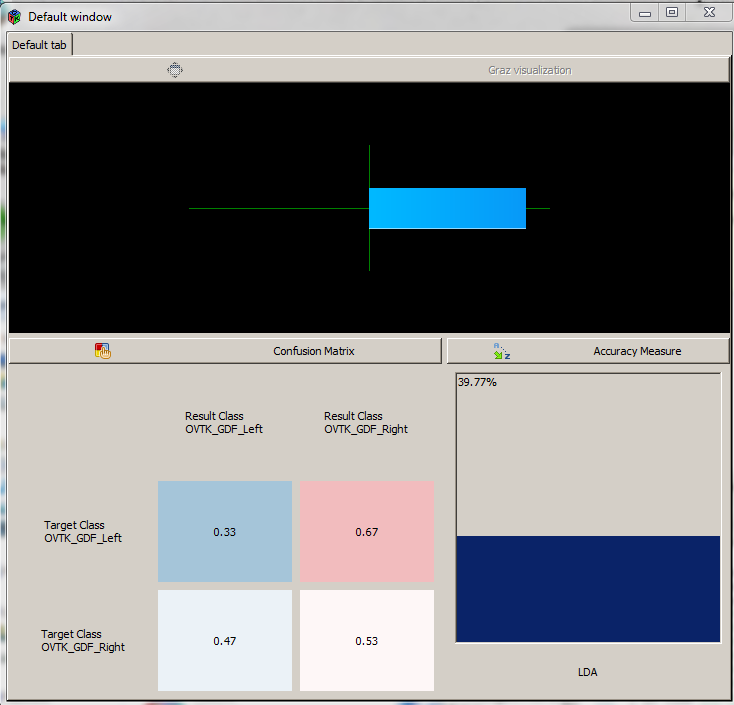 Default window
Default tab
Graz visualization
Confusion Matrix
Accuracy Measure
39.77%
Result Class
OVTK_GDF_Left
Result Class
OVTK_GDF_Right
Target Class
OVTK_GDF_Left
0.33
0.67
Target Class
OVTK_GDF_Right
0.47
0.53
LDA